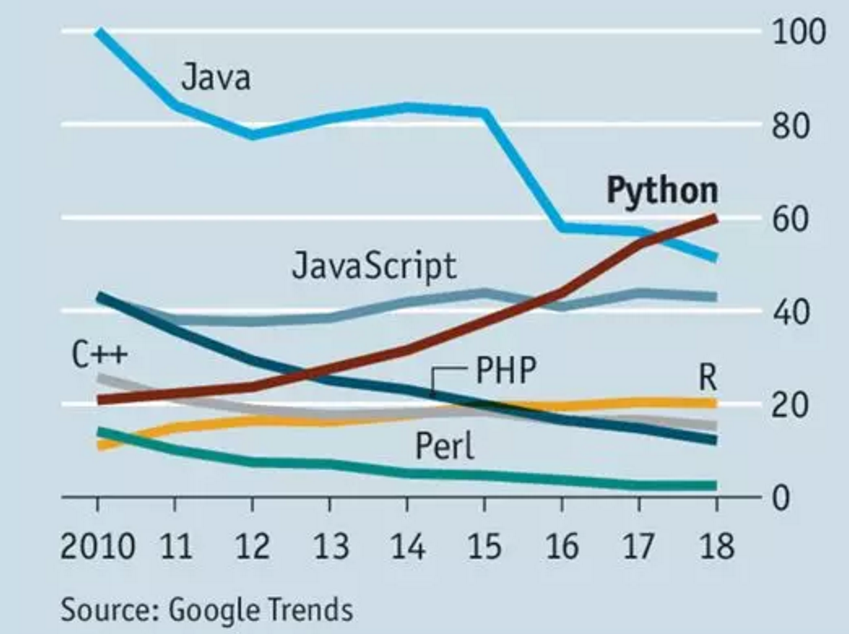 100
Java
80
Python
60
JavaScript
40
C++
PHP
R
20
Perl
0
2010 11 12 13 14 15 16 17 18
Source: Google Trends